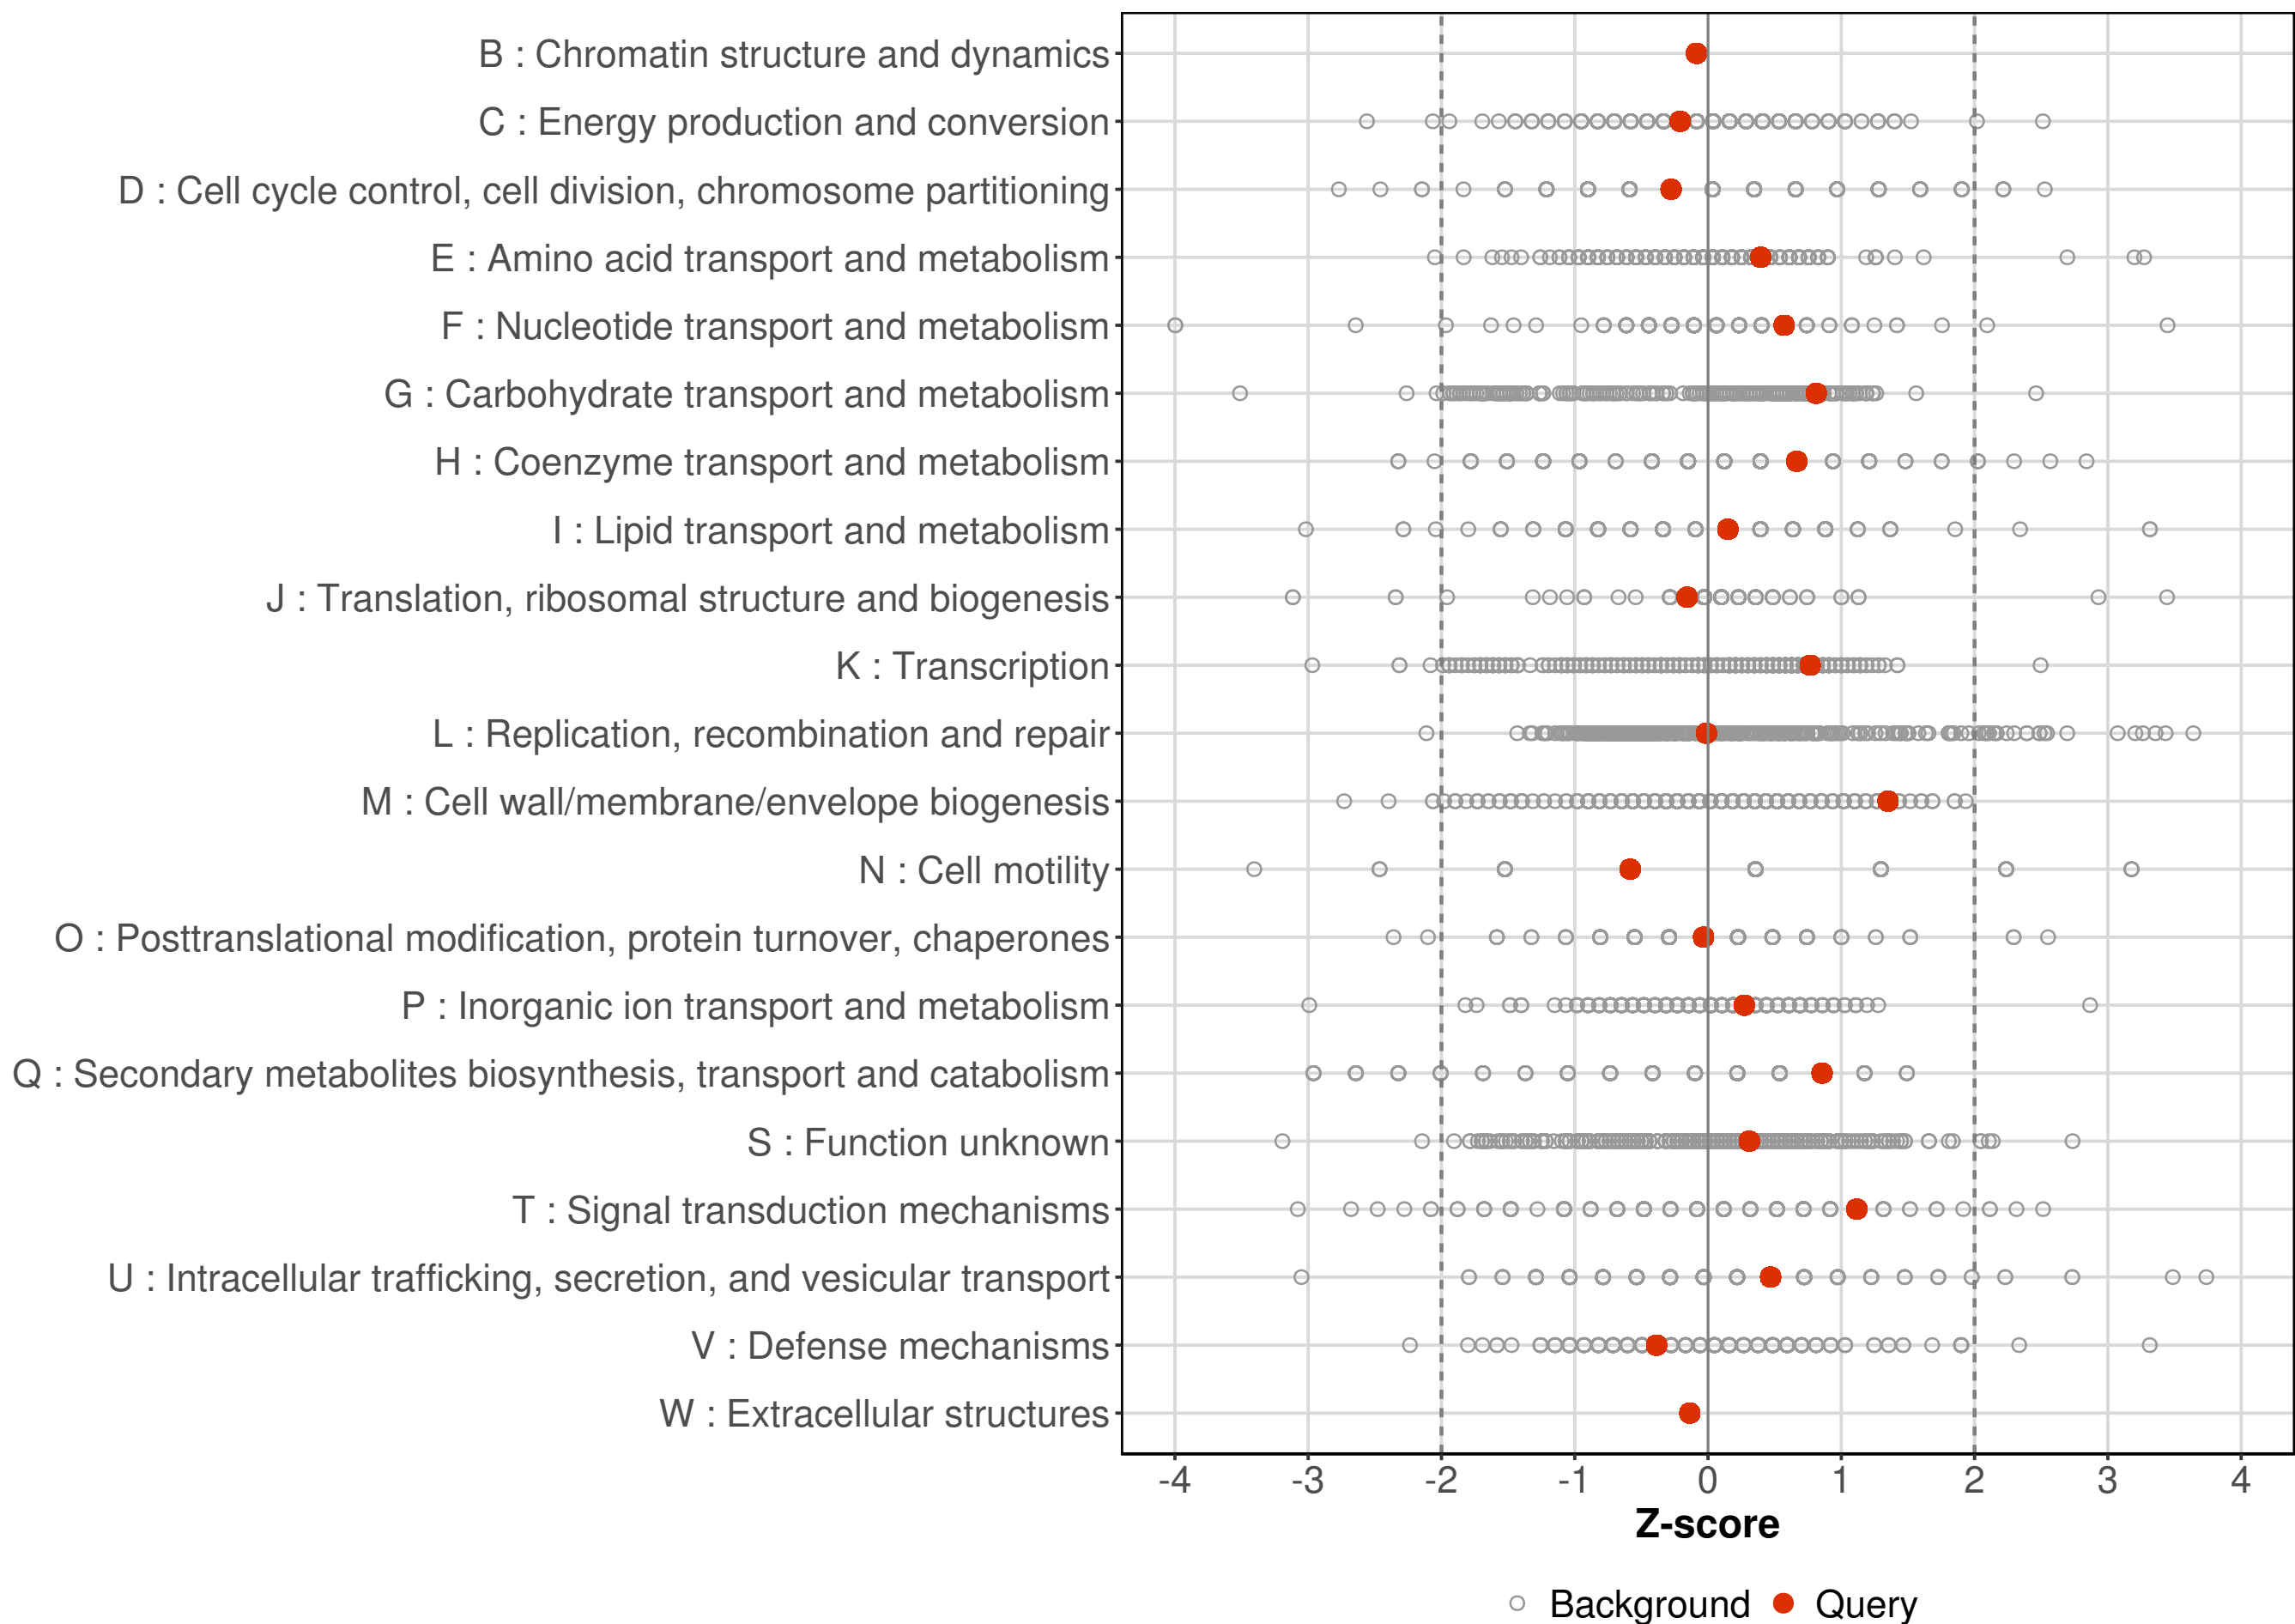 B : Chromatin structure and dynamics
C : Energy production and conversion
D : Cell cycle control, cell division, chromosome partitioning
E : Amino acid transport and metabolism
F : Nucleotide transport and metabolism
G : Carbohydrate transport and metabolism
H : Coenzyme transport and metabolism
I : Lipid transport and metabolism
J : Translation, ribosomal structure and biogenesis
K : Transcription
L : Replication, recombination and repair
M : Cell wall/membrane/envelope biogenesis
N : Cell motility
O : Posttranslational modification, protein turnover, chaperones
P : Inorganic ion transport and metabolism
Q : Secondary metabolites biosynthesis, transport and catabolism
S : Function unknown
T : Signal transduction mechanisms
U : Intracellular trafficking, secretion, and vesicular transport
V : Defense mechanisms
W : Extracellular structures
-4 -3 -2 -1 0 1 2 3 4
Z-score
Background Query